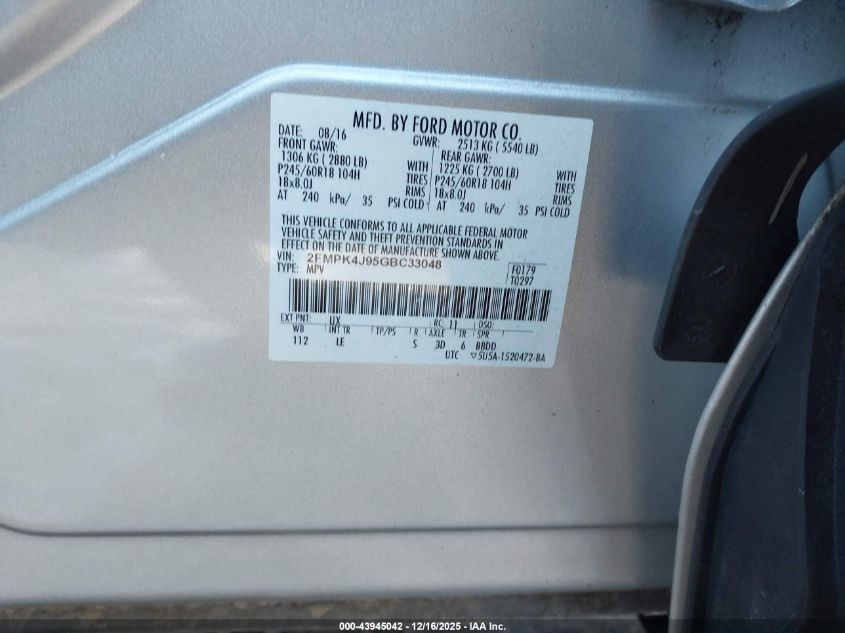 MFD. BY FORD MOTOR CO.
DATE: 08/16 GVWR: 2513 KG ( 5540 LB)
FRONT GAWR: REAR GAWR:
1306 KG ( 2880 LB) WITH 1225 KG ( 2700 LB) WITH
P245/60R18 104H TIRES P245/60R18 104H TIRES
18x8.0J RIMS 18x8.0J RIMS
AT 240 kPa/ 35 PSI COLD AT 240 kPa/ 35 PSI COLD
THIS VEHICLE CONFORMS TO ALL APPLICABLE FEDERAL MOTOR
VEHICLE SAFETY AND THEFT PREVENTION STANDARDS IN
EFFECT ON THE DATE OF MANUFACTURE SHOWN ABOVE.
VIN: 2FMPK4J95GBC33048 F0179
TYPE: MPV T0297
EXT PNT: UX RC: 11 DSO:
WB INT TR TP/PS R AXLE TR SPR
112 LE 5 3D 6 BBDD
UTC ▽5U5A-1520472-BA
000-43945042 - 12/16/2025 - IAA Inc.